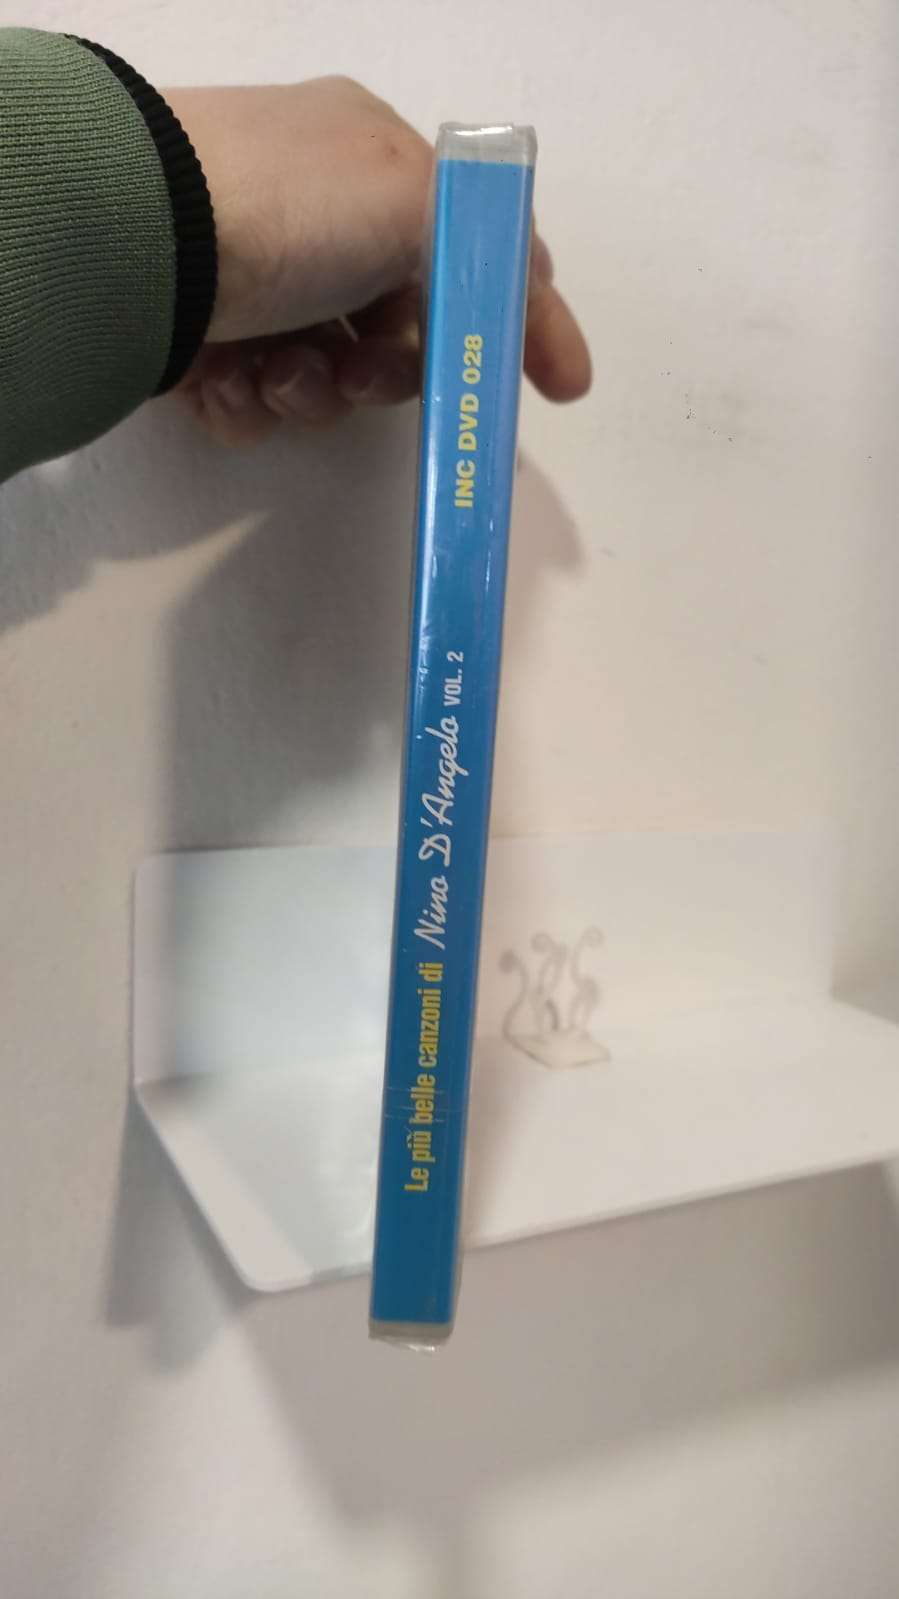 Le più belle canzoni di Nino D'Angelo VOL. 2
INC DVD 028